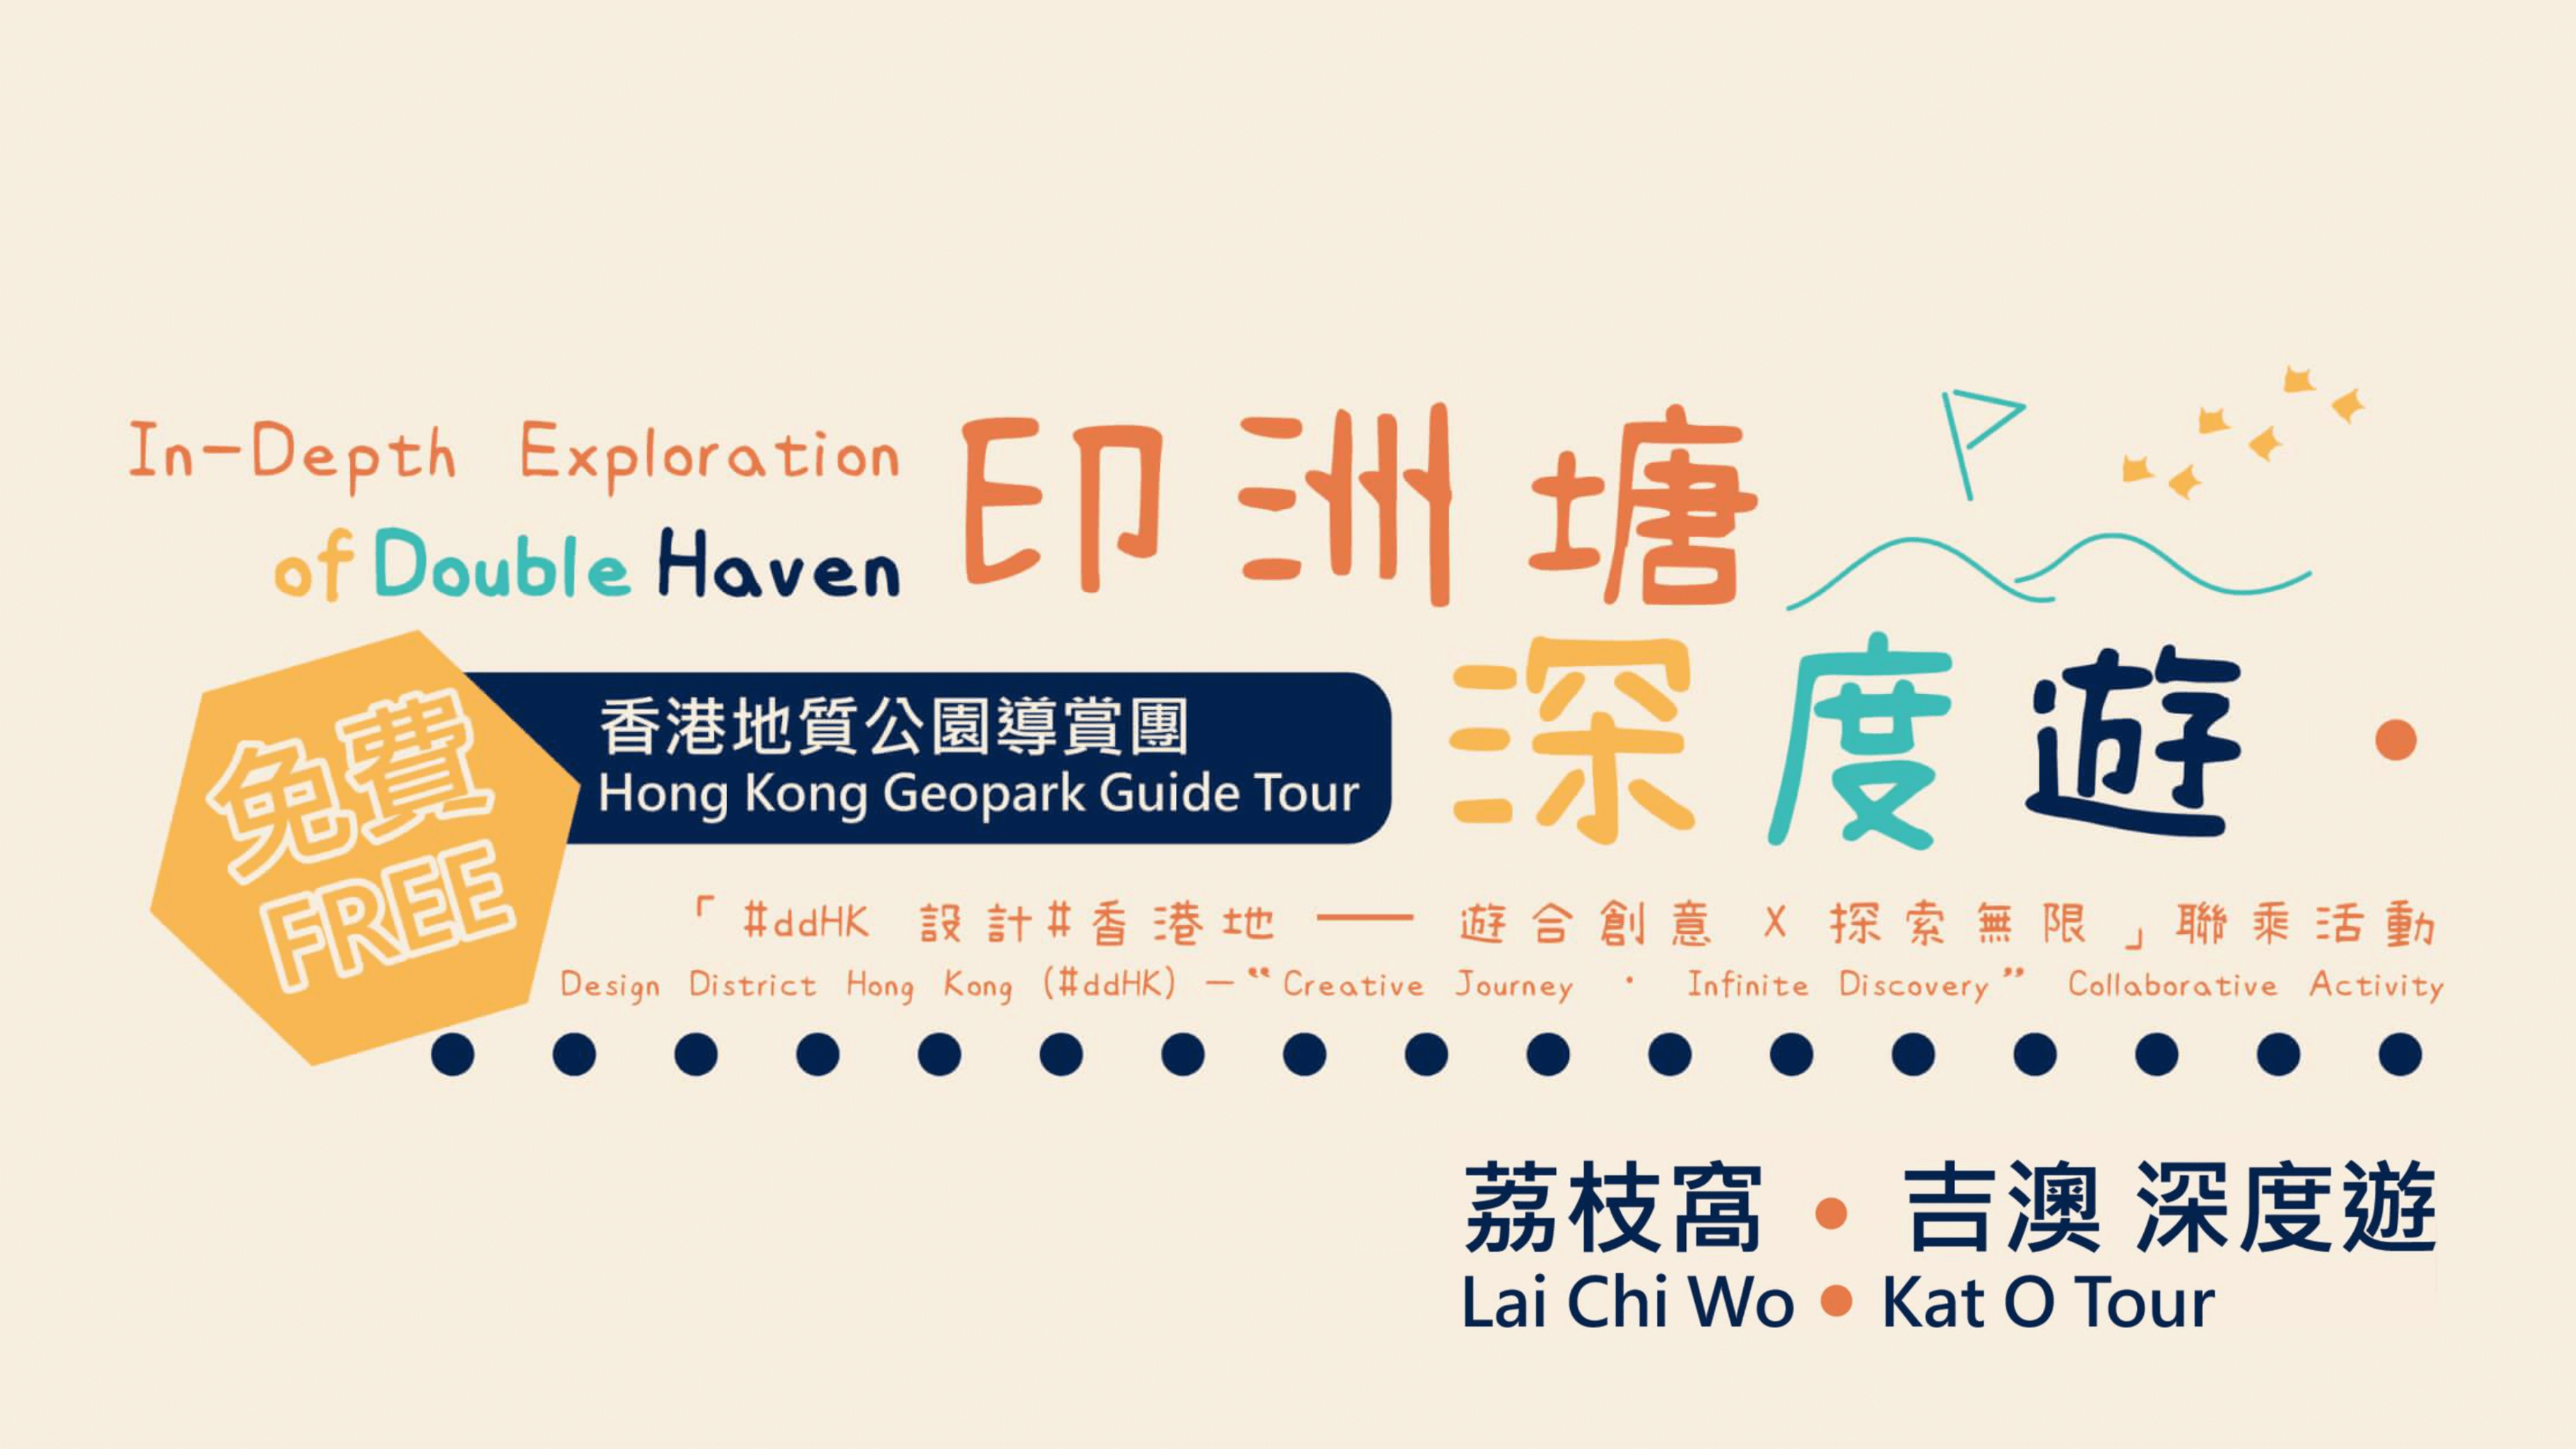 In-Depth Exploration
of Double Haven
印洲塘
深度遊
免費
FREE
香港地質公園導賞團
Hong Kong Geopark Guide Tour
「#ddHK 設計#香港地 —— 遊合創意 X 探索無限」聯乘活動
Design District Hong Kong (#ddHK) — “Creative Journey · Infinite Discovery” Collaborative Activity
荔枝窩 • 吉澳 深度遊
Lai Chi Wo • Kat O Tour